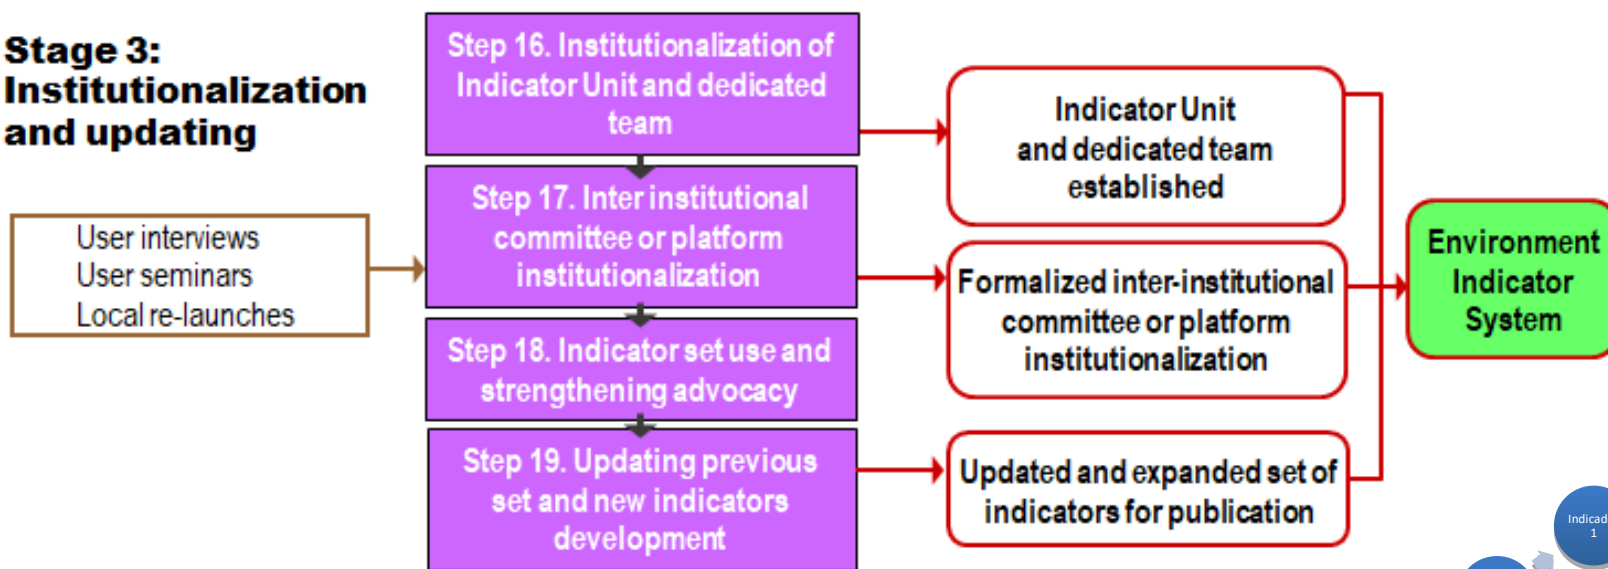 Stage 3:
Institutionalization
and updating
User interviews
User seminars
Local re-launches
Step 16. Institutionalization of
Indicator Unit and dedicated
team
Step 17. Inter institutional
committee or platform
institutionalization
Step 18. Indicator set use and
strengthening advocacy
Step 19. Updating previous
set and new indicators
development
Indicator Unit
and dedicated team
established
Formalized inter-institutional
committee or platform
institutionalization
Updated and expanded set of
indicators for publication
Environment
Indicator
System
Indicad
1